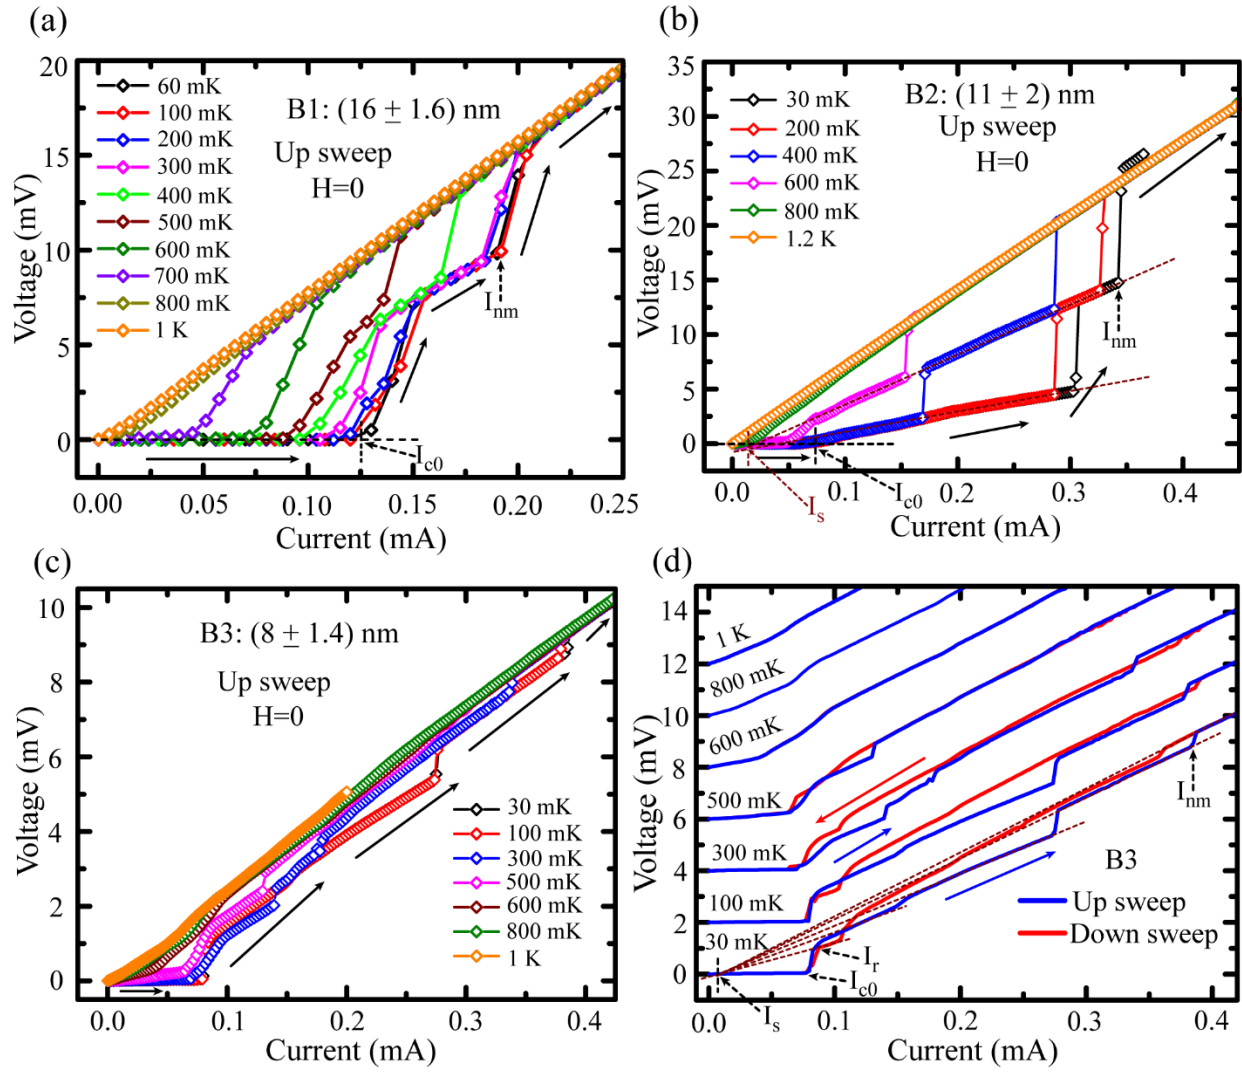 (a)
20
15
10
5
0
Voltage (mV)
60 mK
100 mK
200 mK
300 mK
400 mK
500 mK
600 mK
700 mK
800 mK
1 K
B1: (16 ± 1.6) nm
Up sweep
H=0
Inm
Ic0
0.00 0.05 0.10 0.15 0.20 0.25
Current (mA)
(b)
35
30
25
20
15
10
5
0
Voltage (mV)
30 mK
200 mK
400 mK
600 mK
800 mK
1.2 K
B2: (11 ± 2) nm
Up sweep
H=0
Inm
Ic0
Is
0.0 0.1 0.2 0.3 0.4
Current (mA)
(c)
10
8
6
4
2
0
Voltage (mV)
B3: (8 ± 1.4) nm
Up sweep
H=0
30 mK
100 mK
300 mK
500 mK
600 mK
800 mK
1 K
0.0 0.1 0.2 0.3 0.4
Current (mA)
(d)
14
12
10
8
6
4
2
0
Voltage (mV)
1 K
800 mK
600 mK
500 mK
300 mK
100 mK
30 mK
Inm
B3
Up sweep
Down sweep
Ir
Ic0
Is
0.0 0.1 0.2 0.3 0.4
Current (mA)